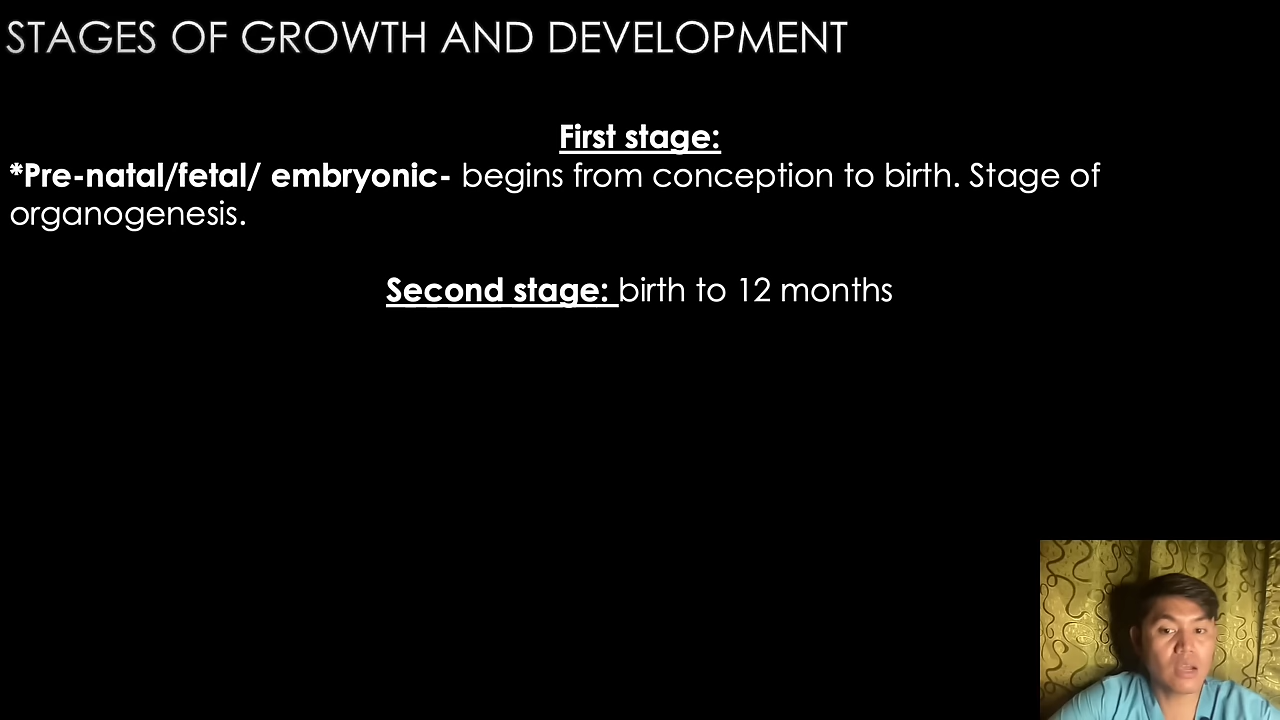 STAGES OF GROWTH AND DEVELOPMENT
First stage:
*Pre-natal/fetal/ embryonic- begins from conception to birth. Stage of
organogenesis.
Second stage: birth to 12 months